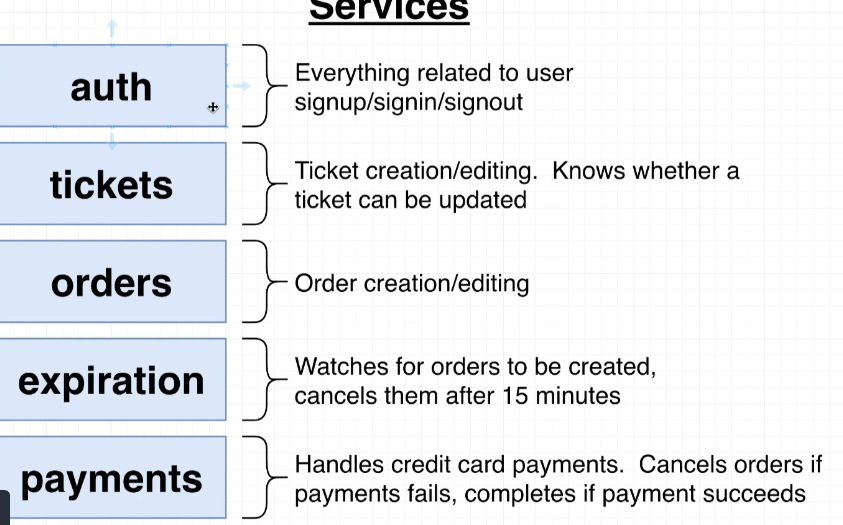 Services
auth
Everything related to user
signup/signin/signout
tickets
Ticket creation/editing.  Knows whether a
ticket can be updated
orders
Order creation/editing
expiration
Watches for orders to be created,
cancels them after 15 minutes
payments
Handles credit card payments.  Cancels orders if
payments fails, completes if payment succeeds